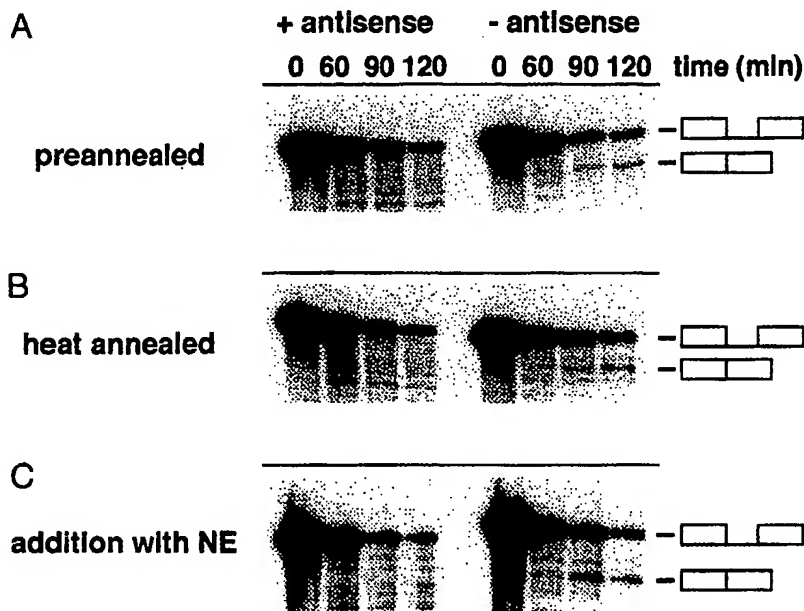 A
+ antisense - antisense
0 60 90 120 0 60 90 120 time (min)
preannealed
B
heat annealed
C
addition with NE